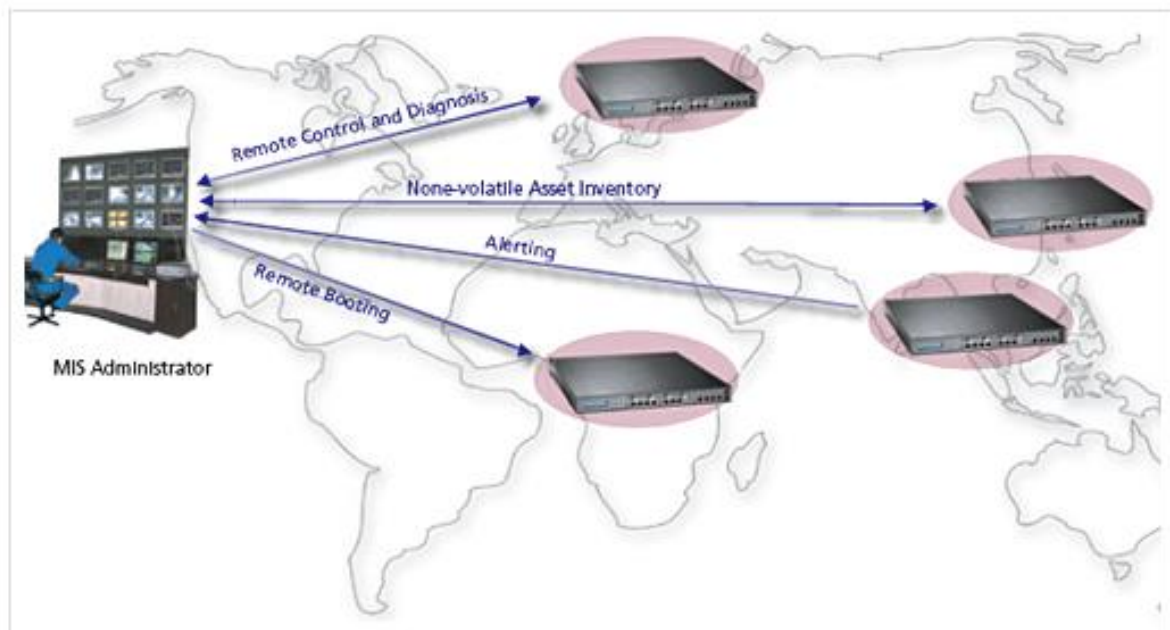 Remote Control and Diagnosis
None-volatile Asset Inventory
Alerting
Remote Booting
MIS Administrator